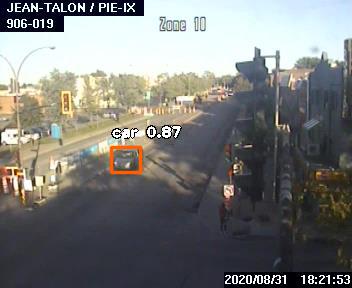 JEAN-TALON / PIE-IX
906-019
Zone 10
car 0.87
2020/08/31 18:21:53